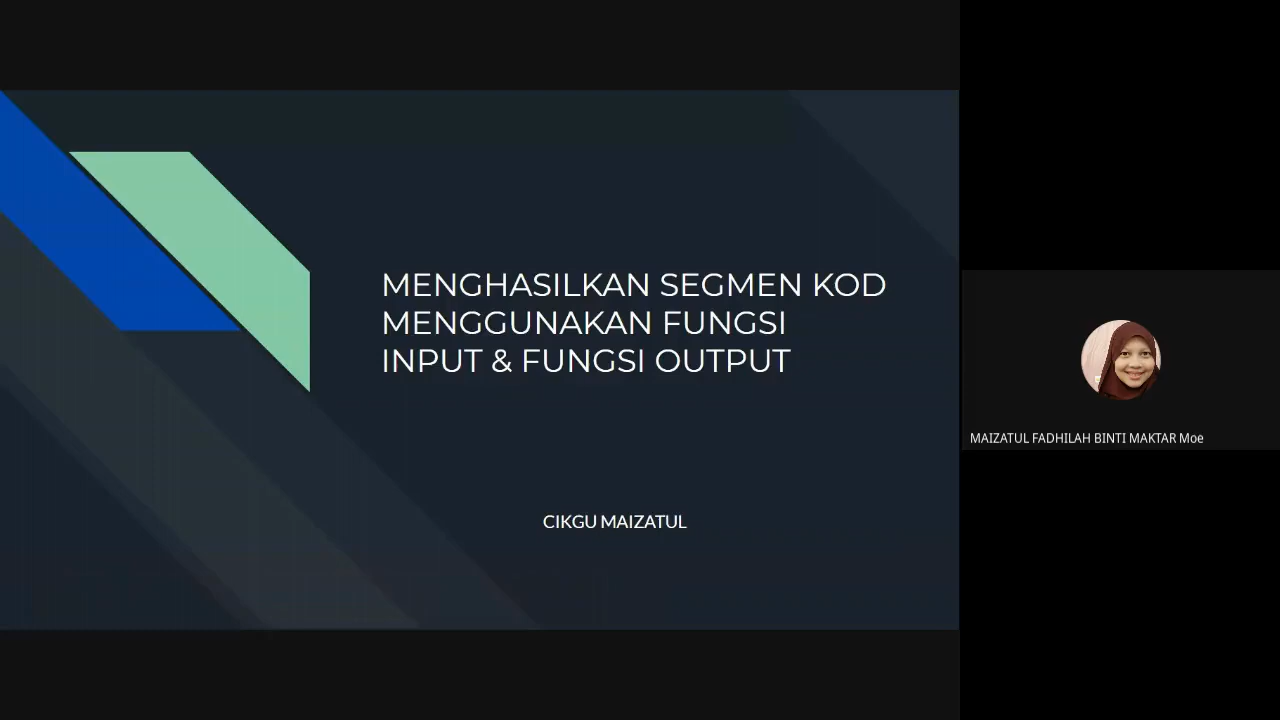 MENGHASILKAN SEGMEN KOD
MENGGUNAKAN FUNGSI
INPUT & FUNGSI OUTPUT
CIKGU MAIZATUL
MAIZATUL FADHILAH BINTI MAKTAR Moe